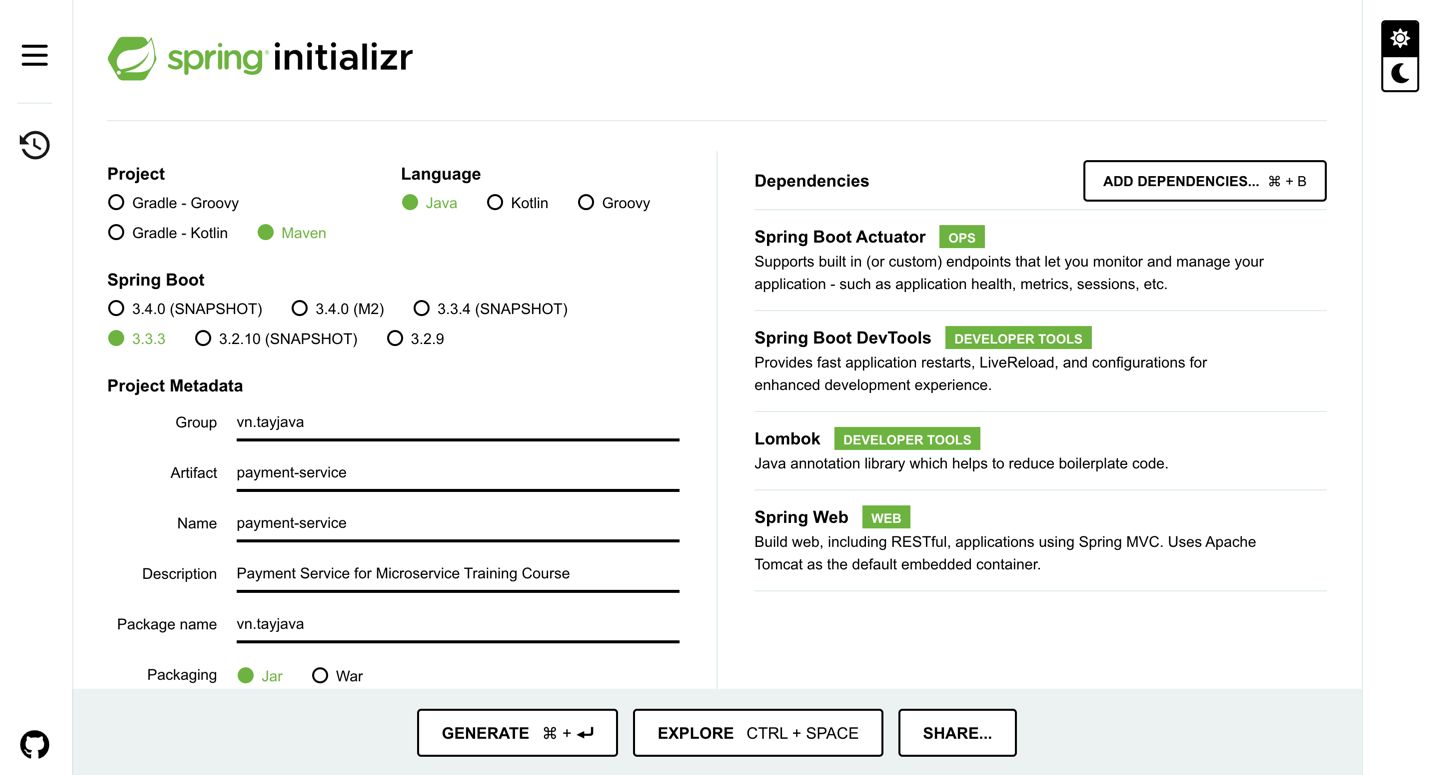 spring initializr
Project
Gradle - Groovy
Gradle - Kotlin Maven
Language
Java Kotlin Groovy
Spring Boot
3.4.0 (SNAPSHOT) 3.4.0 (M2) 3.3.4 (SNAPSHOT)
3.3.3 3.2.10 (SNAPSHOT) 3.2.9
Project Metadata
Group vn.tayjava
Artifact payment-service
Name payment-service
Description Payment Service for Microservice Training Course
Package name vn.tayjava
Packaging Jar War
Dependencies
ADD DEPENDENCIES... ⌘ + B
Spring Boot Actuator OPS
Supports built in (or custom) endpoints that let you monitor and manage your
application - such as application health, metrics, sessions, etc.
Spring Boot DevTools DEVELOPER TOOLS
Provides fast application restarts, LiveReload, and configurations for
enhanced development experience.
Lombok DEVELOPER TOOLS
Java annotation library which helps to reduce boilerplate code.
Spring Web WEB
Build web, including RESTful, applications using Spring MVC. Uses Apache
Tomcat as the default embedded container.
GENERATE ⌘ + ↵ EXPLORE CTRL + SPACE SHARE...